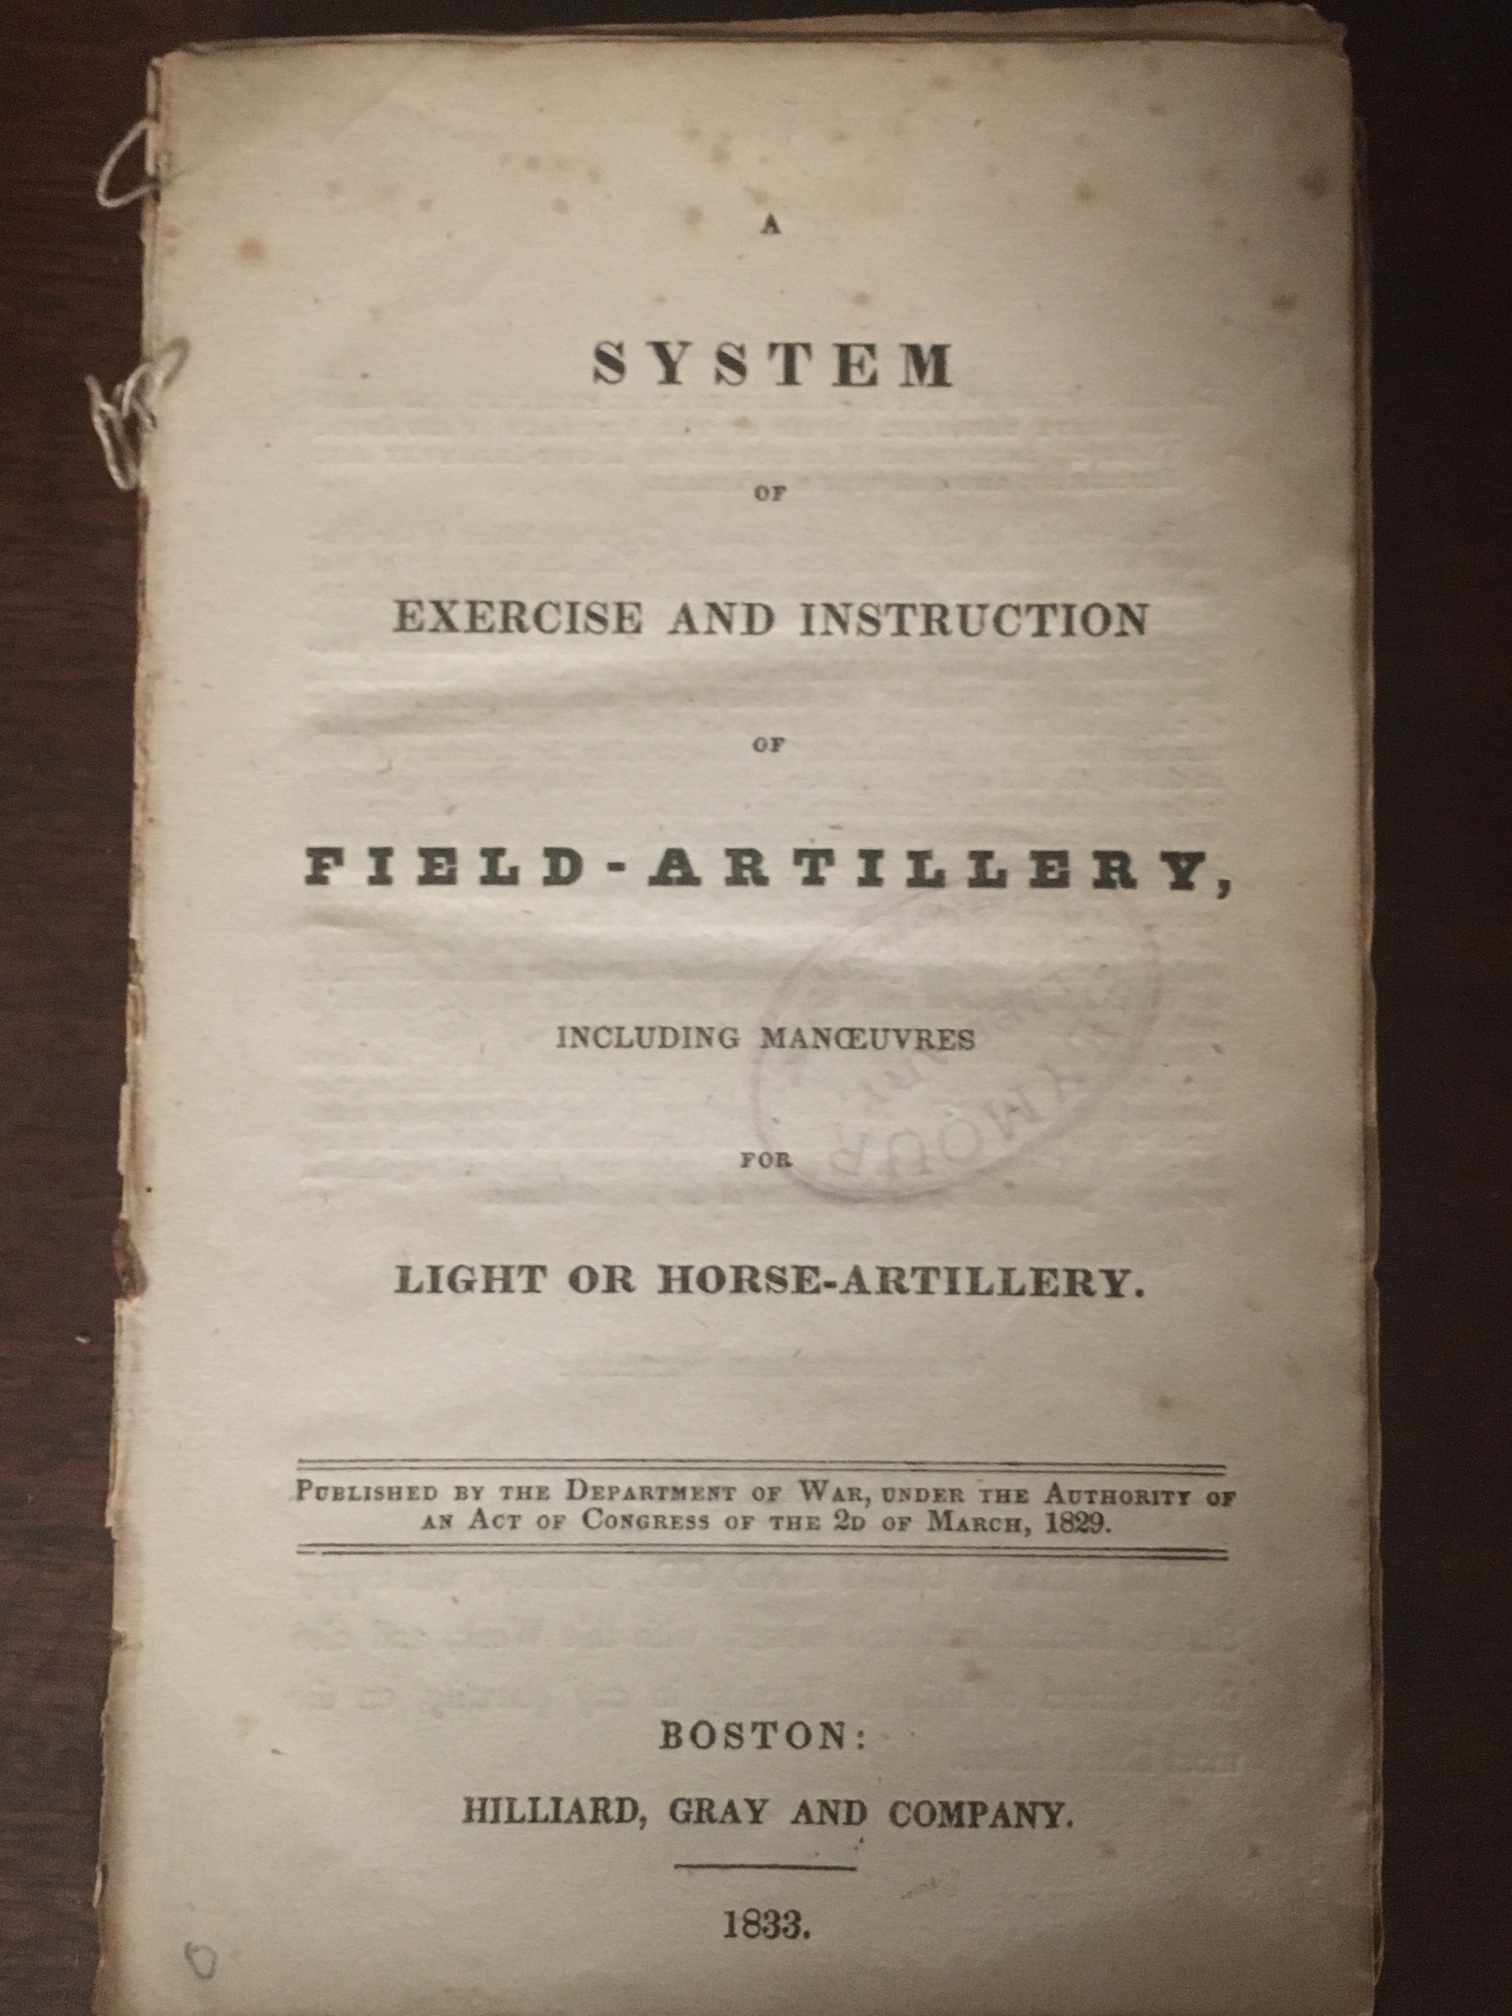 A
SYSTEM
OF
EXERCISE AND INSTRUCTION
OF
FIELD-ARTILLERY,
INCLUDING MANŒUVRES
FOR
LIGHT OR HORSE-ARTILLERY.
PUBLISHED BY THE DEPARTMENT OF WAR, UNDER THE AUTHORITY OF
AN ACT OF CONGRESS OF THE 2D OF MARCH, 1829.
BOSTON:
HILLIARD, GRAY AND COMPANY.
1833.